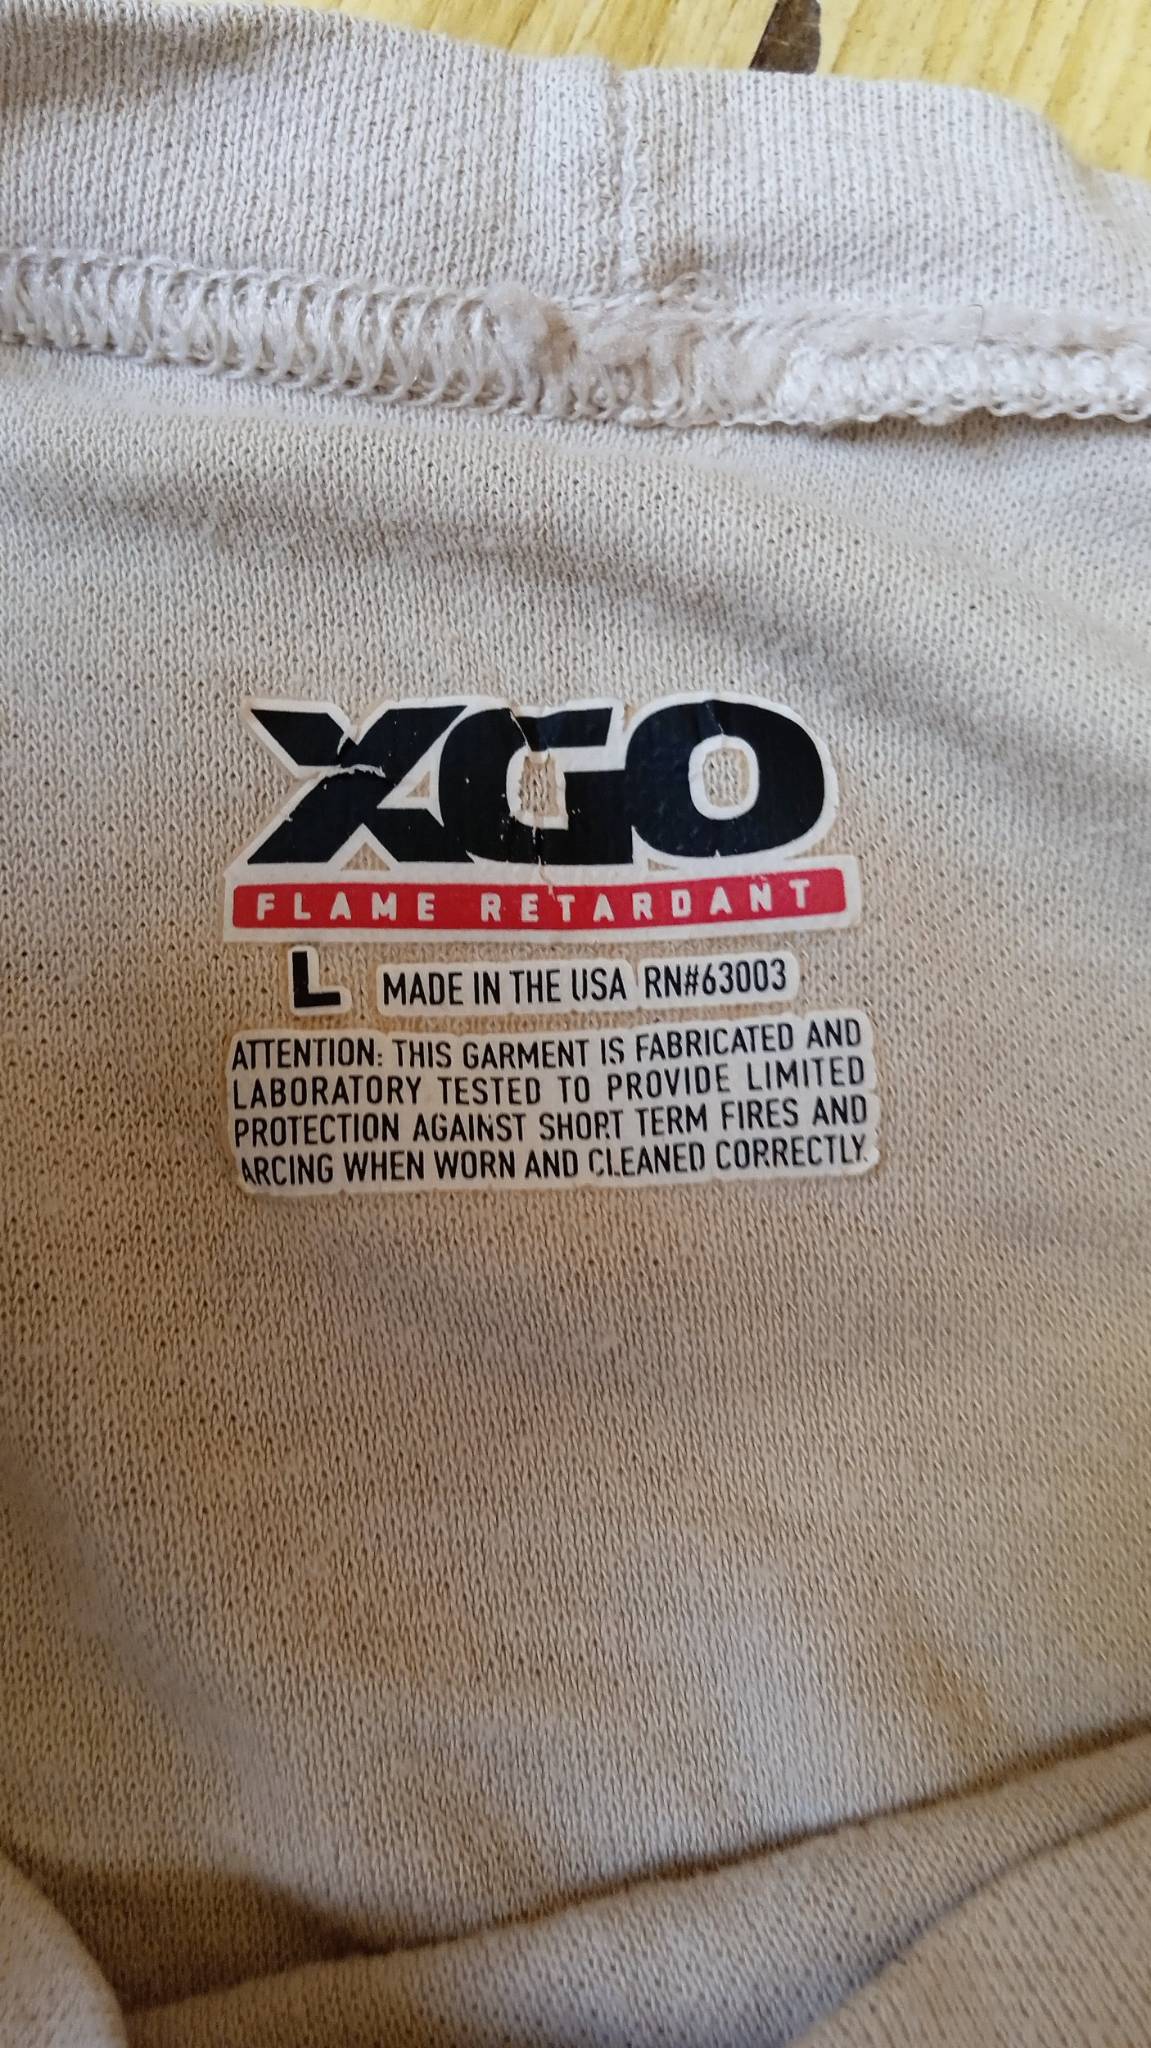 XGO
FLAME RETARDANT
L MADE IN THE USA RN#63003
ATTENTION: THIS GARMENT IS FABRICATED AND
LABORATORY TESTED TO PROVIDE LIMITED
PROTECTION AGAINST SHORT TERM FIRES AND
ARCING WHEN WORN AND CLEANED CORRECTLY.